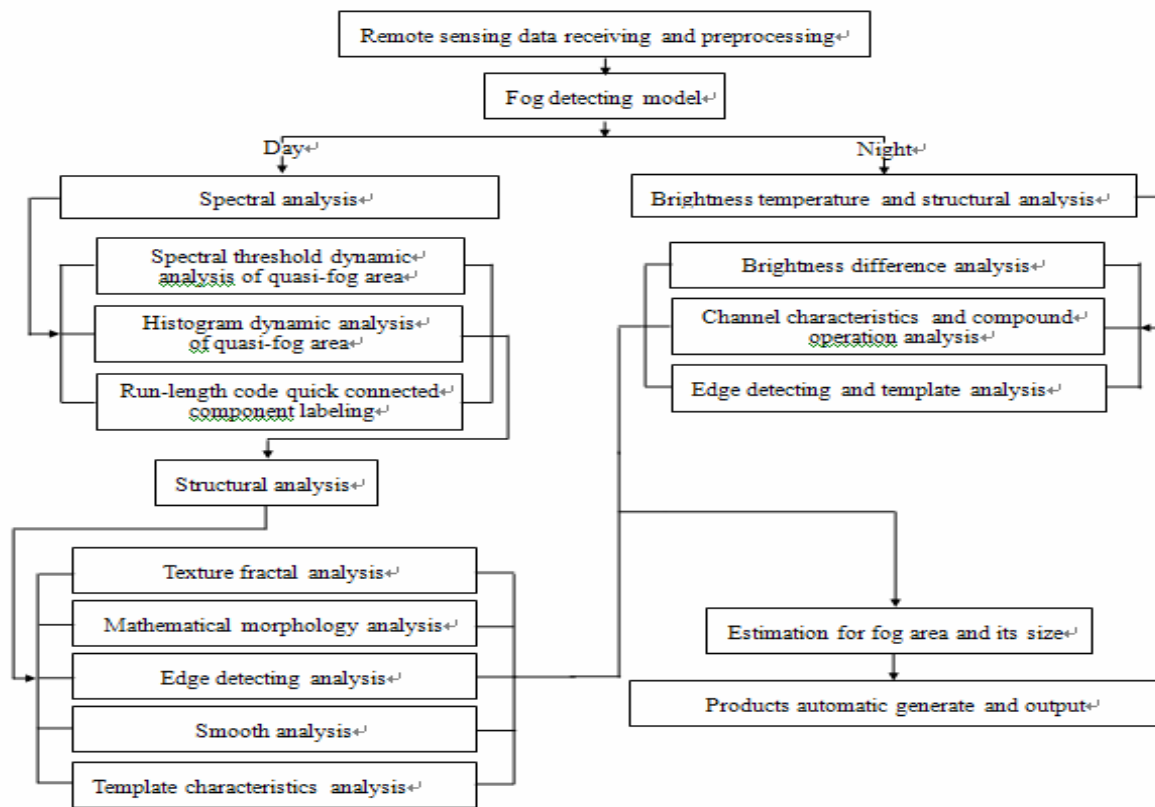 Remote sensing data receiving and preprocessing↵
Fog detecting model↵
Day↵
Night↵
Spectral analysis↵
Brightness temperature and structural analysis↵
Spectral threshold dynamic↵
analysis of quasi-fog area↵
Histogram dynamic analysis↵
of quasi-fog area↵
Run-length code quick connected↵
component labeling↵
Brightness difference analysis↵
Channel characteristics and compound↵
operation analysis↵
Edge detecting and template analysis↵
Structural analysis↵
Texture fractal analysis↵
Mathematical morphology analysis↵
Edge detecting analysis↵
Smooth analysis↵
Template characteristics analysis↵
Estimation for fog area and its size↵
Products automatic generate and output↵